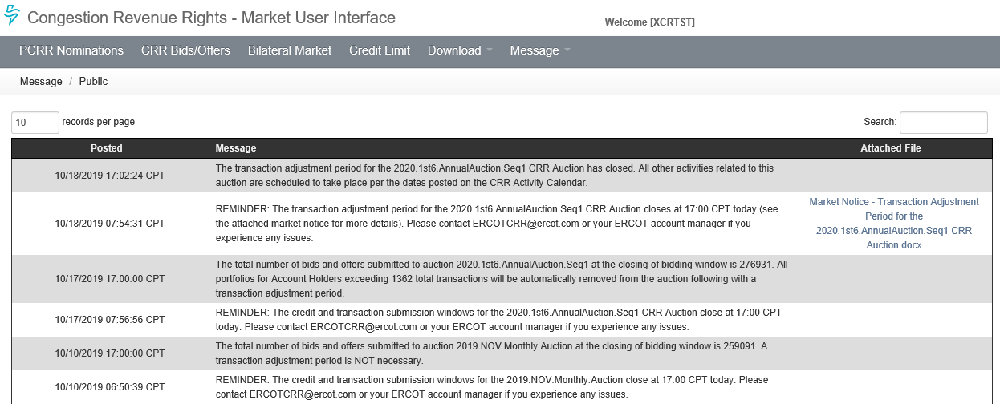 Congestion Revenue Rights - Market User Interface
Welcome [XCRTST]
PCRR Nominations CRR Bids/Offers Bilateral Market Credit Limit Download Message
Message / Public
10 records per page Search:
Posted Message Attached File
10/18/2019 17:02:24 CPT
The transaction adjustment period for the 2020.1st6.AnnualAuction.Seq1 CRR Auction has closed. All other activities related to this
auction are scheduled to take place per the dates posted on the CRR Activity Calendar.
10/18/2019 07:54:31 CPT
REMINDER: The transaction adjustment period for the 2020.1st6.AnnualAuction.Seq1 CRR Auction closes at 17:00 CPT today (see
the attached market notice for more details). Please contact ERCOTCRR@ercot.com or your ERCOT account manager if you
experience any issues.
Market Notice - Transaction Adjustment
Period for the
2020.1st6.AnnualAuction.Seq1 CRR
Auction.docx
10/17/2019 17:00:00 CPT
The total number of bids and offers submitted to auction 2020.1st6.AnnualAuction.Seq1 at the closing of bidding window is 276931. All
portfolios for Account Holders exceeding 1362 total transactions will be automatically removed from the auction following with a
transaction adjustment period.
10/17/2019 07:56:56 CPT
REMINDER: The credit and transaction submission windows for the 2020.1st6.AnnualAuction.Seq1 CRR Auction close at 17:00 CPT
today. Please contact ERCOTCRR@ercot.com or your ERCOT account manager if you experience any issues.
10/10/2019 17:00:00 CPT
The total number of bids and offers submitted to auction 2019.NOV.Monthly.Auction at the closing of bidding window is 259091. A
transaction adjustment period is NOT necessary.
10/10/2019 06:50:39 CPT
REMINDER: The credit and transaction submission windows for the 2019.NOV.Monthly.Auction close at 17:00 CPT today. Please
contact ERCOTCRR@ercot.com or your ERCOT account manager if you experience any issues.